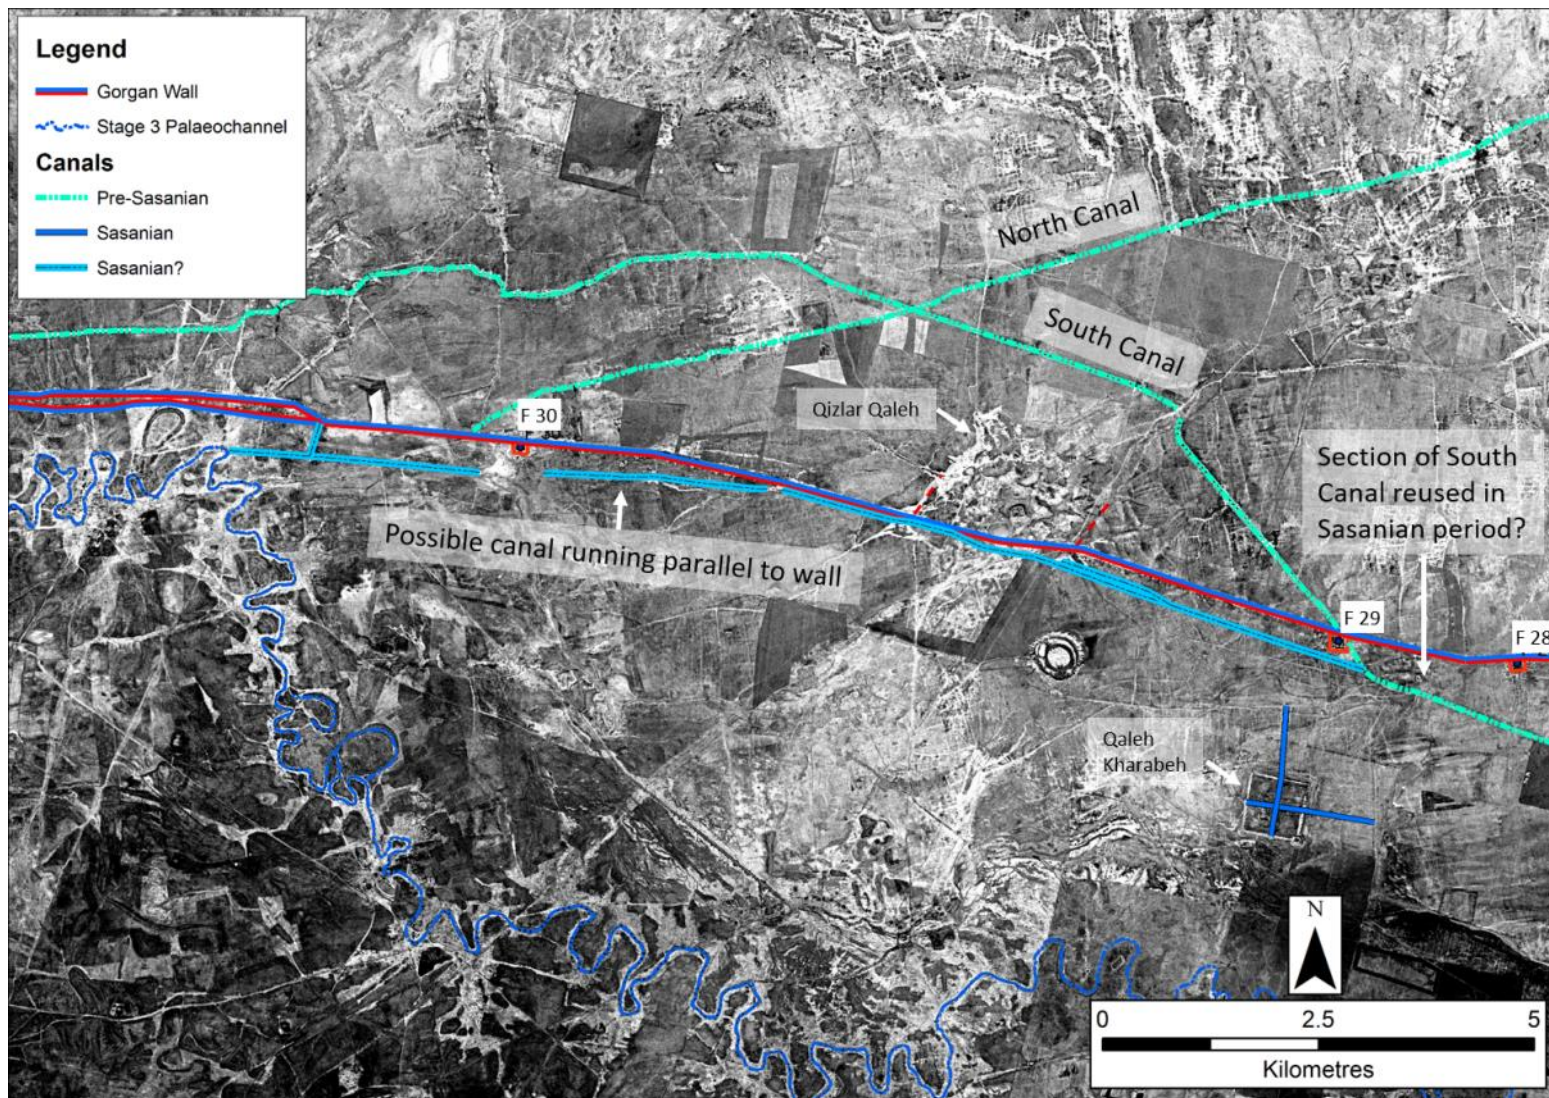 Legend
Gorgan Wall
Stage 3 Palaeochannel
Canals
Pre-Sasanian
Sasanian
Sasanian?
North Canal
South Canal
Qizlar Qaleh
F 30
Section of South
Canal reused in
Sasanian period?
Possible canal running parallel to wall
F 29
F 28
Qaleh
Kharabeh
N
0 2.5 5
Kilometres